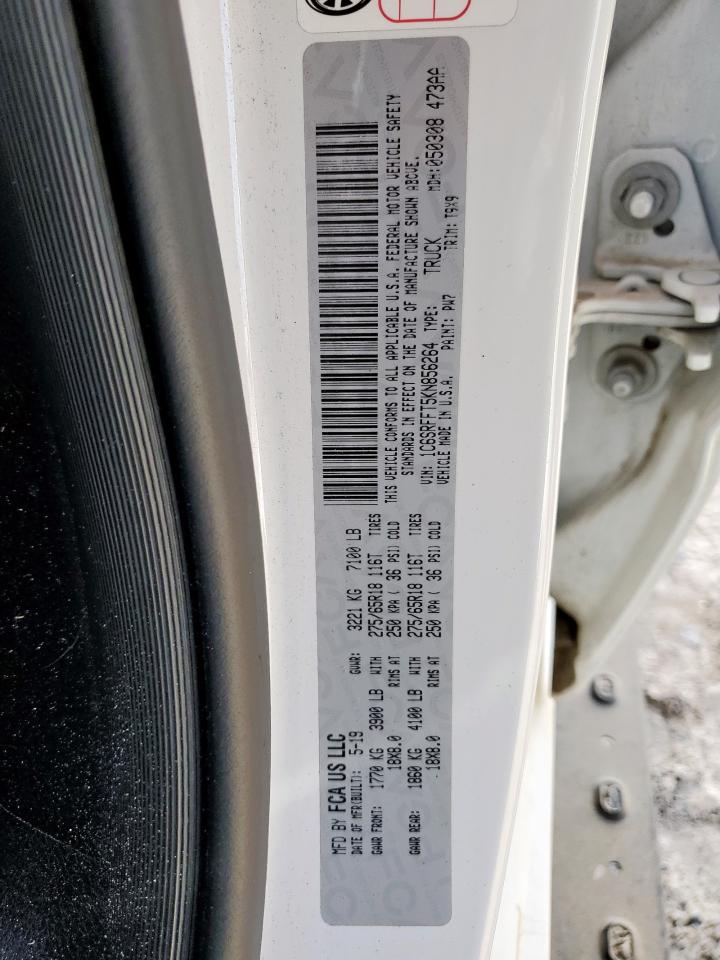 MFD BY FCA US LLC
DATE OF MFR(BUILT): 5-19 GVWR: 3221 KG 7100 LB
GAWR FRONT: 1770 KG 3900 LB WITH 275/65R18 116T TIRES
18X8.0 RIMS AT 250 KPA ( 36 PSI) COLD
GAWR REAR: 1860 KG 4100 LB WITH 275/65R18 116T TIRES
18X8.0 RIMS AT 250 KPA ( 36 PSI) COLD
THIS VEHICLE CONFORMS TO ALL APPLICABLE U.S.A. FEDERAL MOTOR VEHICLE SAFETY
STANDARDS IN EFFECT ON THE DATE OF MANUFACTURE SHOWN ABOVE.
VIN: 1C6SRFFT5KN856264 TYPE: TRUCK MDH: 050308 473AA
VEHICLE MADE IN U.S.A. PAINT: PW7 TRIM: T9X9